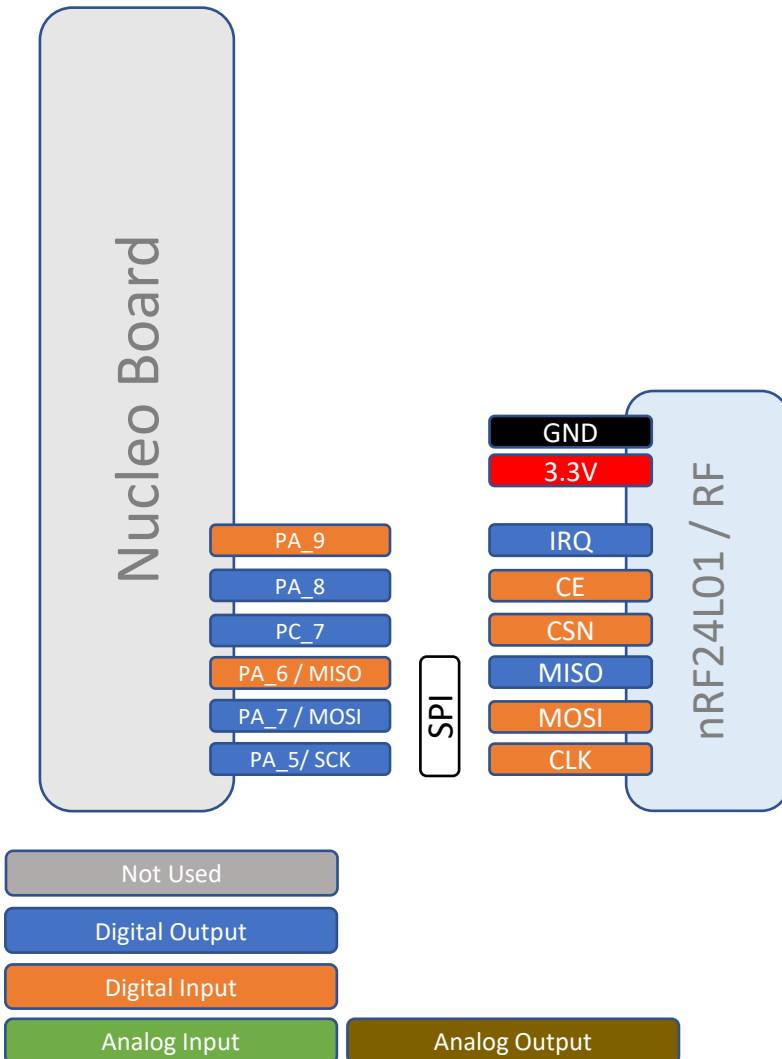 Nucleo Board
GND
3.3V
PA_9
IRQ
PA_8
CE
PC_7
CSN
PA_6 / MISO
MISO
PA_7 / MOSI
MOSI
PA_5/ SCK
CLK
SPI
nRF24L01 / RF
Not Used
Digital Output
Digital Input
Analog Input
Analog Output